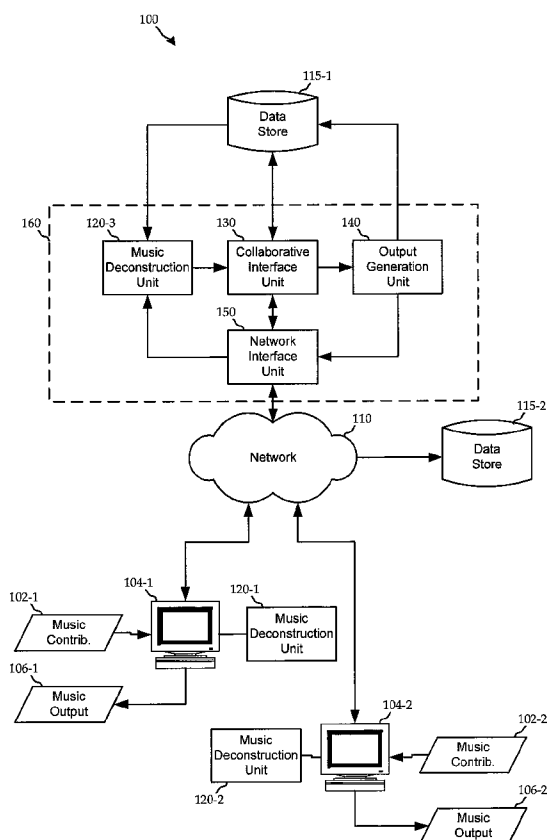 100
115-1
Data
Store
160
120-3
130
140
Music
Deconstruction
Unit
Collaborative
Interface
Unit
Output
Generation
Unit
150
Network
Interface
Unit
110
Network
115-2
Data
Store
104-1
120-1
102-1
Music
Contrib.
Music
Deconstruction
Unit
106-1
Music
Output
104-2
102-2
Music
Deconstruction
Unit
Music
Contrib.
120-2
106-2
Music
Output